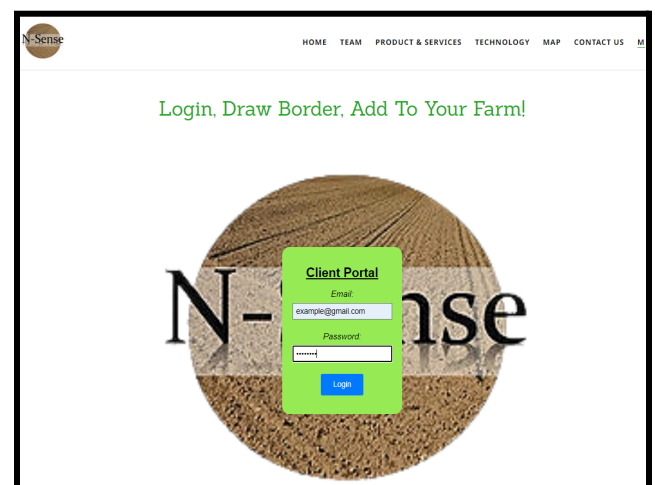 N-Sense
HOME TEAM PRODUCT & SERVICES TECHNOLOGY MAP CONTACT US M
Login, Draw Border, Add To Your Farm!
Client Portal
Email:
example@gmail.com
Password:
••••••••
Login
N-S nse